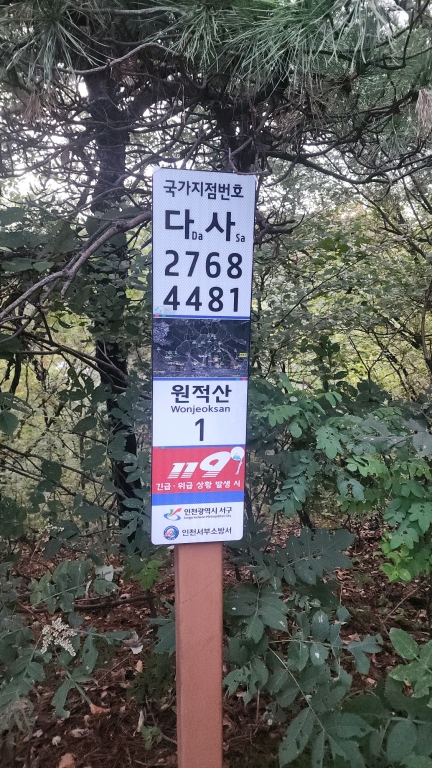 국가지점번호
다Da 사Sa
2768
4481
원적산
Wonjeoksan
1
119
긴급·위급 상황 발생 시
인천광역시 서구
인천서부소방서